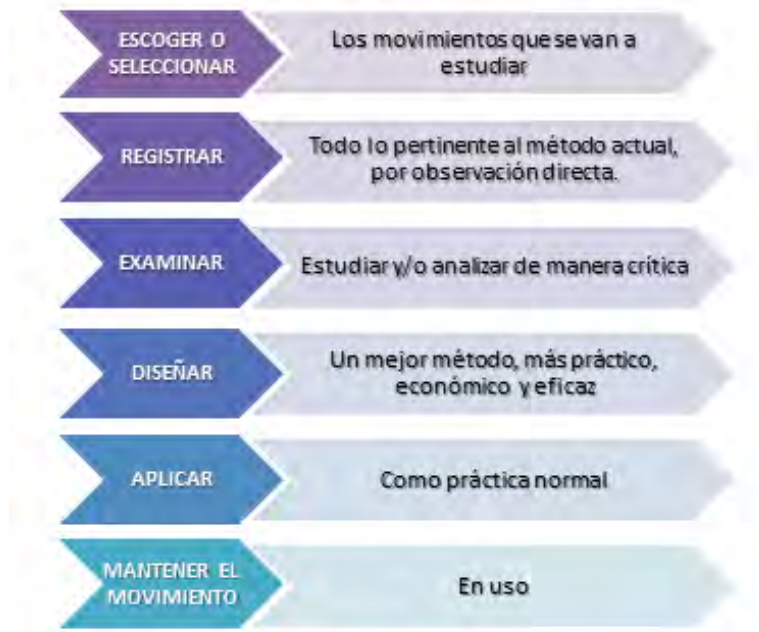 ESCOGER O
SELECCIONAR
Los movimientos que se van a
estudiar
REGISTRAR
Todo lo pertinente al método actual,
por observación directa.
EXAMINAR
Estudiar y/o analizar de manera crítica
DISEÑAR
Un mejor método, más práctico,
económico y eficaz
APLICAR
Como práctica normal
MANTENER EL
MOVIMIENTO
En uso